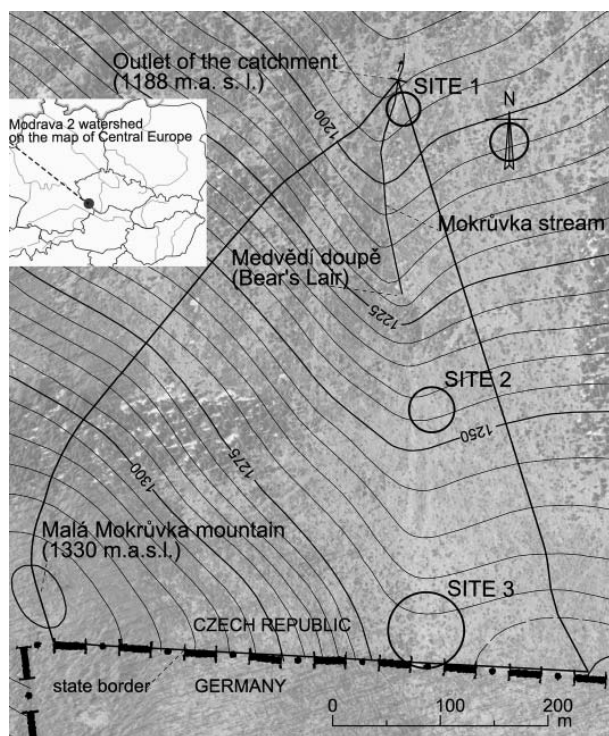 Outlet of the catchment
(1188 m.a. s. l.)
SITE 1
N
1200
Modrava 2 watershed
on the map of Central Europe
Mokrůvka stream
Medvědí doupě
(Bear's Lair)
1225
SITE 2
1250
1275
1300
Malá Mokrůvka mountain
(1330 m.a.s.l.)
SITE 3
CZECH REPUBLIC
state border
GERMANY
0 100 200
m